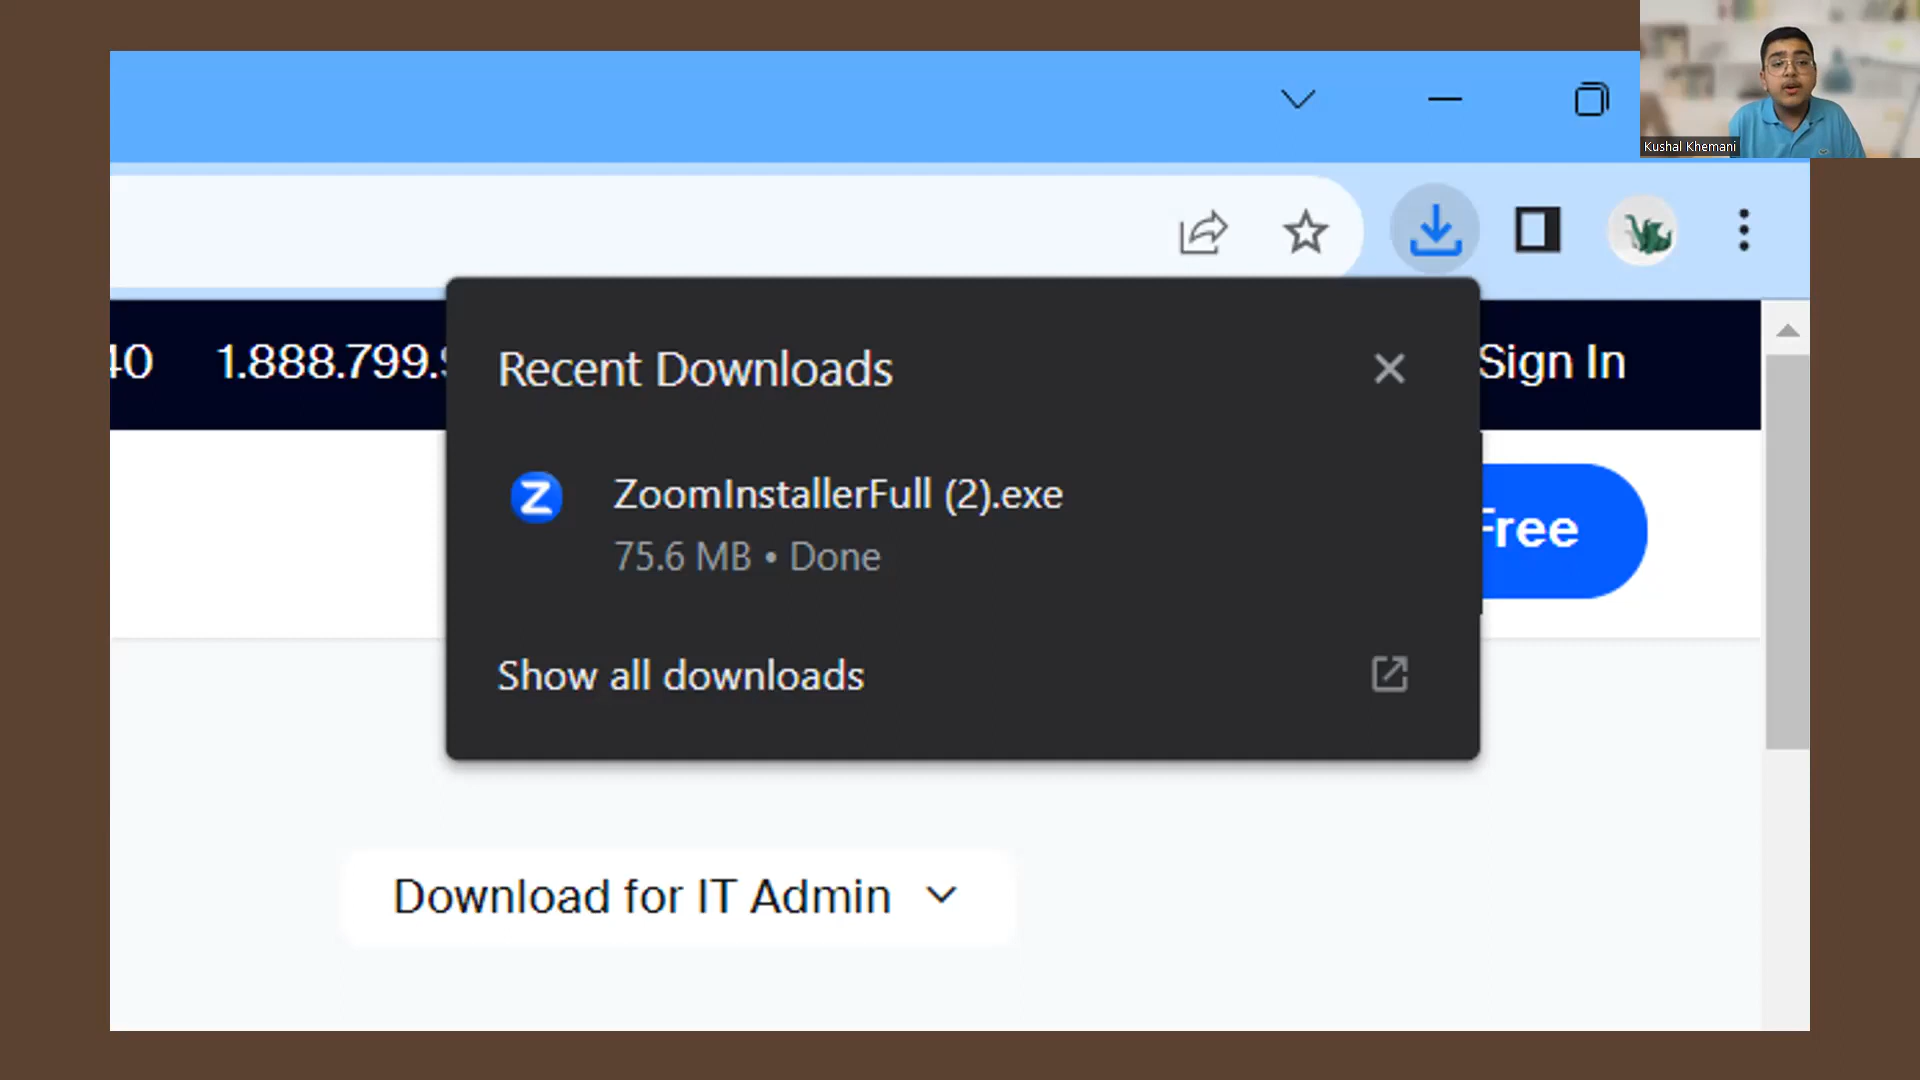 Kushal Khemani
40 1.888.799.
Sign In
Recent Downloads
ZoomInstallerFull (2).exe
75.6 MB • Done
Free
Show all downloads
Download for IT Admin